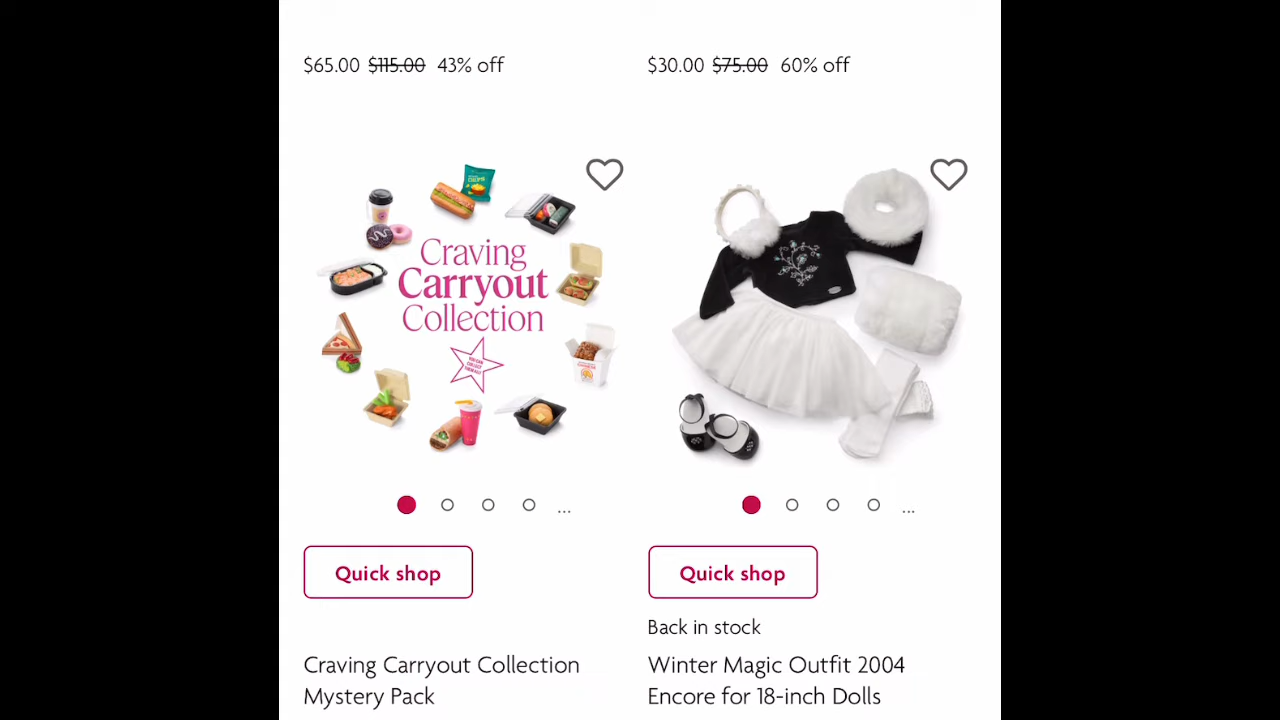 $65.00 $115.00 43% off
$30.00 $75.00 60% off
Craving
Carryout
Collection
Quick shop
Craving Carryout Collection
Mystery Pack
Quick shop
Back in stock
Winter Magic Outfit 2004
Encore for 18-inch Dolls